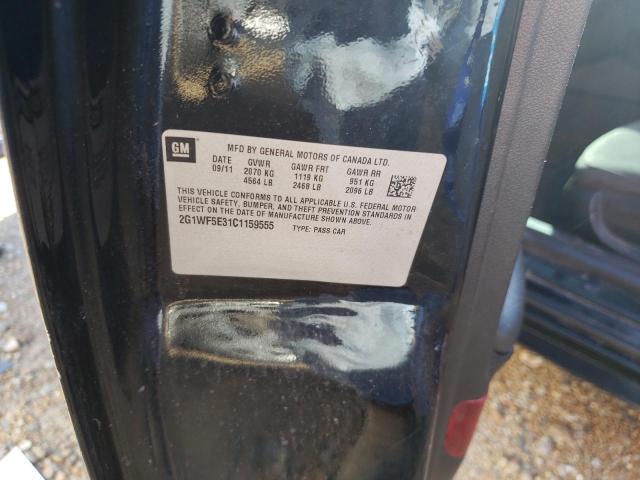 GM
MFD BY GENERAL MOTORS OF CANADA LTD.
DATE GVWR GAWR FRT GAWR RR
09/11 2070 KG 1119 KG 951 KG
4564 LB 2468 LB 2096 LB
THIS VEHICLE CONFORMS TO ALL APPLICABLE U.S. FEDERAL MOTOR
VEHICLE SAFETY, BUMPER, AND THEFT PREVENTION STANDARDS IN
EFFECT ON THE DATE OF MANUFACTURE SHOWN ABOVE.
2G1WF5E31C1159555 TYPE: PASS CAR